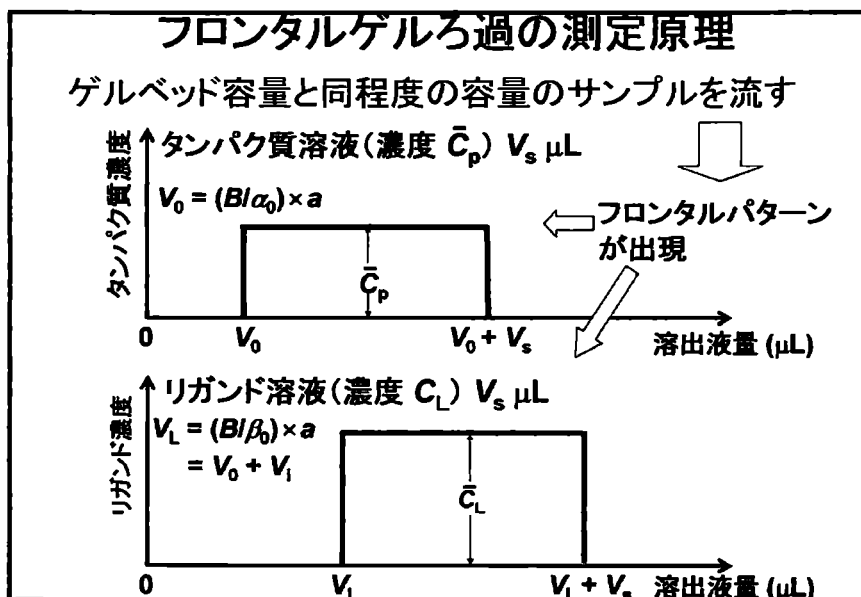 フロンタルゲルろ過の測定原理
ゲルベッド容量と同程度の容量のサンプルを流す
タンパク質濃度
タンパク質溶液(濃度 C̄p) Vs μL
V0 = (B/α0) × a
フロンタルパターン
が出現
C̄p
0
V0
V0 + Vs
溶出液量 (μL)
リガンド濃度
リガンド溶液(濃度 CL) Vs μL
VL = (B/β0) × a
= V0 + Vi
C̄L
0
Vi
Vi + Vs
溶出液量 (μL)